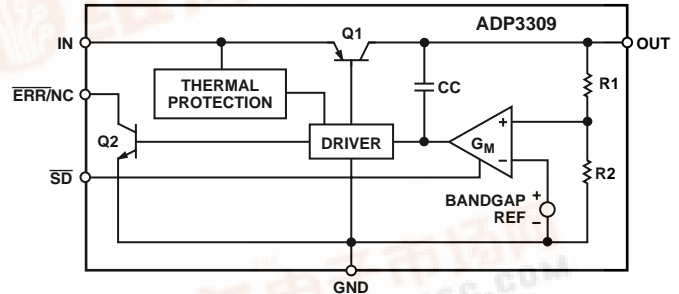 ADP3309
Q1
IN
OUT
THERMAL
PROTECTION
CC
R1
ERR/NC
Q2
DRIVER
GM
+
–
R2
SD
BANDGAP
REF
+
–
GND